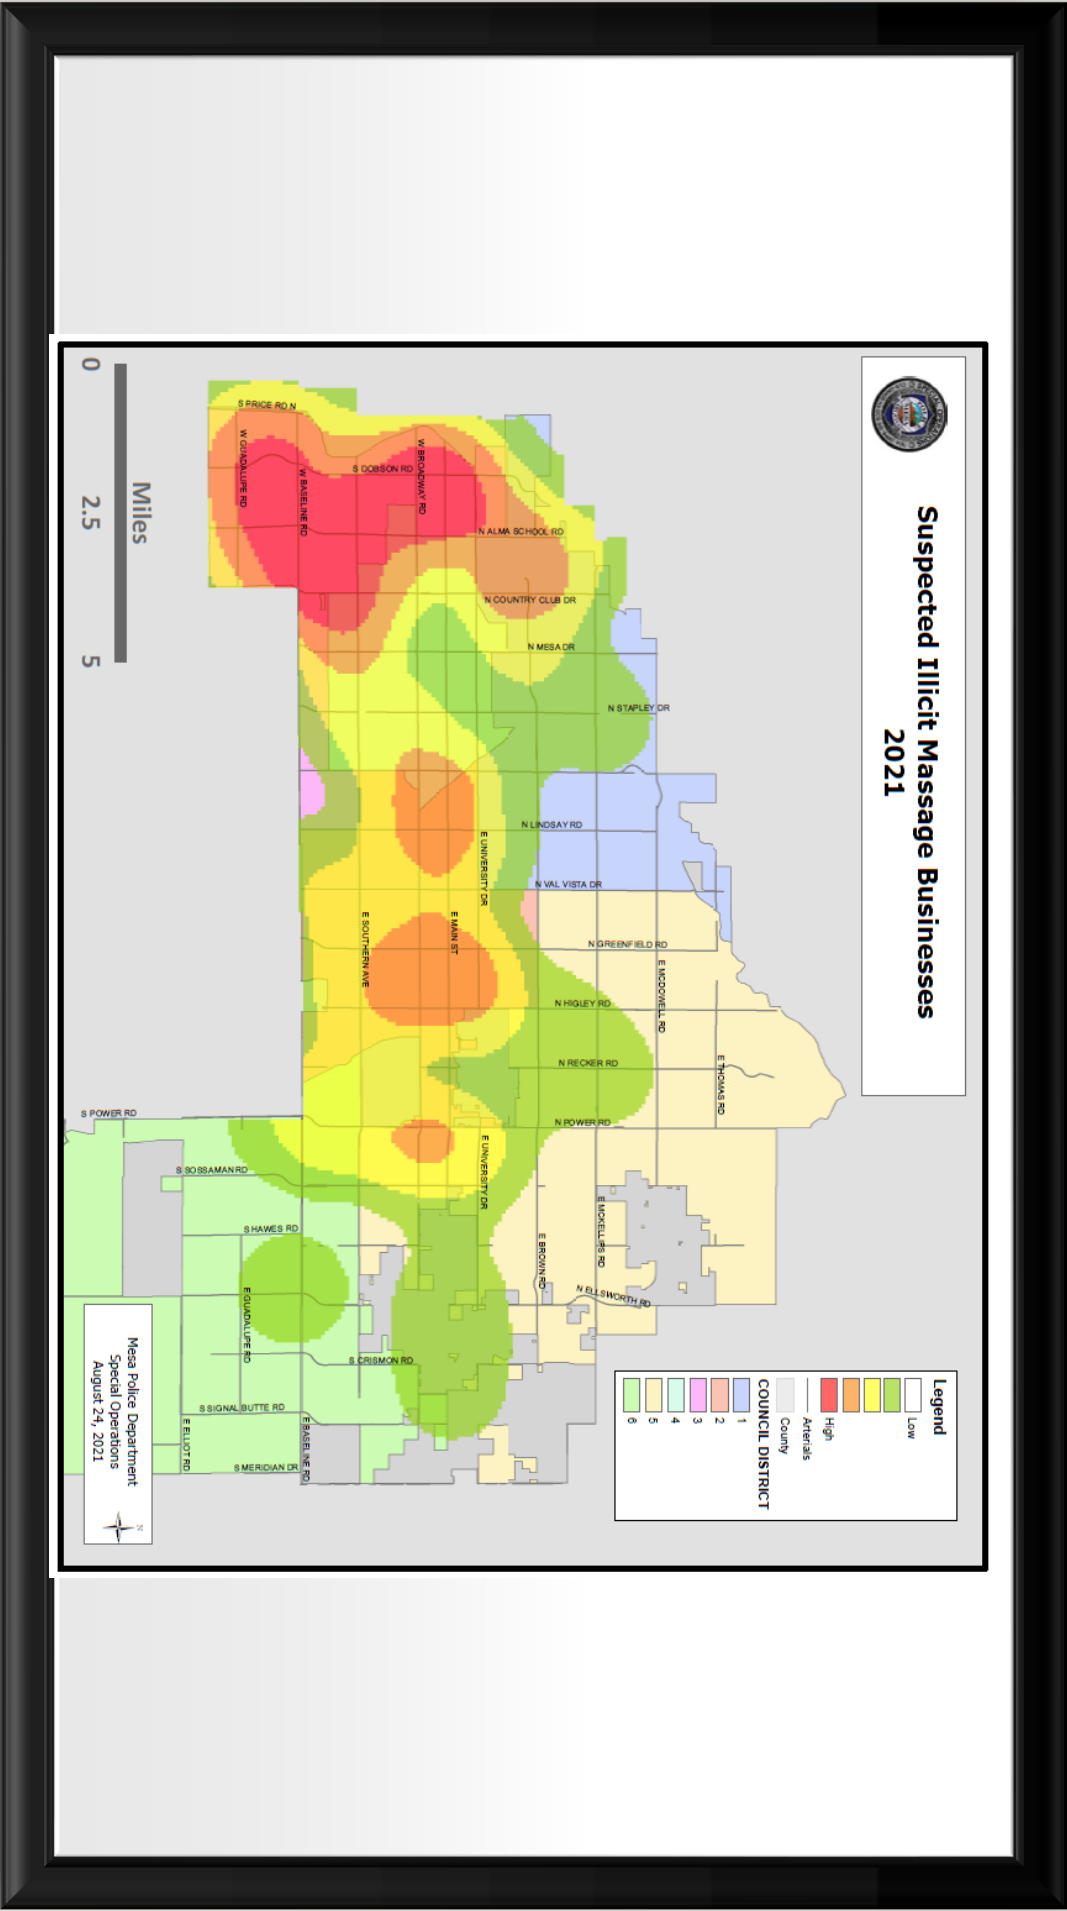 Suspected Illicit Massage Businesses
2021
Legend
Low
High
Arterials
County
COUNCIL DISTRICT
1
2
3
4
5
6
N STAPLEY DR
N MESA DR
N COUNTRY CLUB DR
N ALMA SCHOOL RD
S DOBSON RD
S PRICE RD N
W BROADWAY RD
W BASELINE RD
W GUADALUPE RD
N LINDSAY RD
N VAL VISTA DR
N GREENFIELD RD
N HIGLEY RD
N RECKER RD
N POWER RD
E THOMAS RD
E MCDOWELL RD
E MCKELLIPS RD
E BROWN RD
N ELLSWORTH RD
E UNIVERSITY DR
E UNIVERSITY DR
E MAIN ST
E SOUTHERN AVE
S POWER RD
S SOSSAMAN RD
S HAWES RD
E GUADALUPE RD
S CRISMON RD
S SIGNAL BUTTE RD
E BASELINE RD
E ELLIOT RD
S MERIDIAN DR
Miles
0
2.5
5
Mesa Police Department
Special Operations
August 24, 2021
N